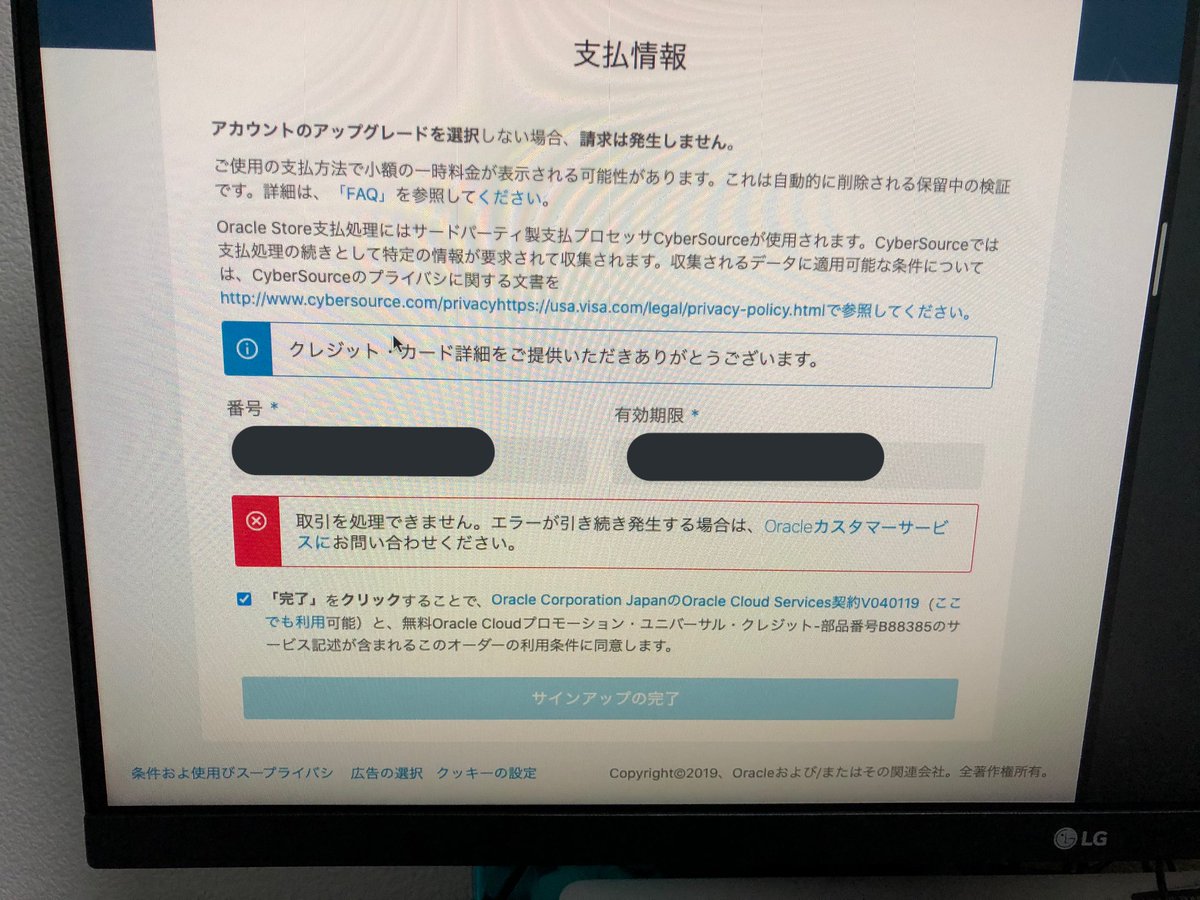 支払情報
アカウントのアップグレードを選択しない場合、請求は発生しません。
ご使用の支払方法で小額の一時料金が表示される可能性があります。これは自動的に削除される保留中の検証
です。詳細は、「FAQ」を参照してください。
Oracle Store支払処理にはサードパーティ製支払プロセッサCyberSourceが使用されます。CyberSourceでは
支払処理の続きとして特定の情報が要求されて収集されます。収集されるデータに適用可能な条件について
は、CyberSourceのプライバシに関する文書を
http://www.cybersource.com/privacyhttps://usa.visa.com/legal/privacy-policy.htmlで参照してください。
クレジット・カード詳細をご提供いただきありがとうございます。
番号 *
有効期限 *
取引を処理できません。エラーが引き続き発生する場合は、Oracleカスタマーサービ
スにお問い合わせください。
「完了」をクリックすることで、Oracle Corporation JapanのOracle Cloud Services契約V040119（ここ
でも利用可能）と、無料Oracle Cloudプロモーション・ユニバーサル・クレジット-部品番号B88385のサ
ービス記述が含まれるこのオーダーの利用条件に同意します。
サインアップの完了
条件およ使用びスープライバシ 広告の選択 クッキーの設定
Copyright©2019、Oracleおよび/またはその関連会社。全著作権所有。
LG